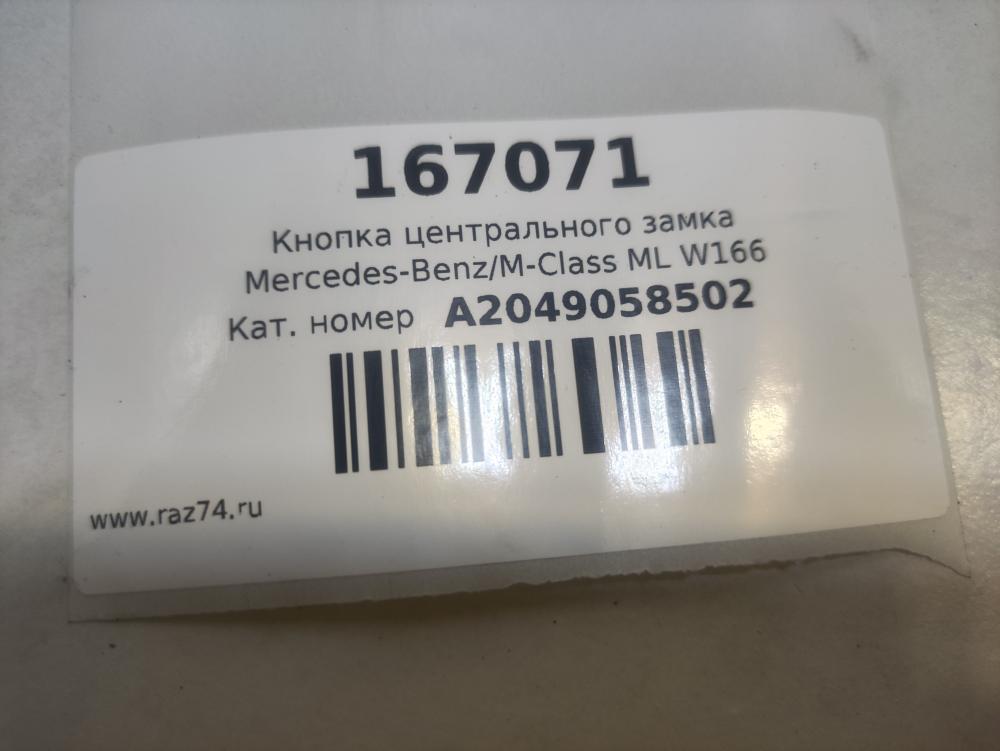 167071
Кнопка центрального замка
Mercedes-Benz/M-Class ML W166
Кат. номер A2049058502
www.raz74.ru